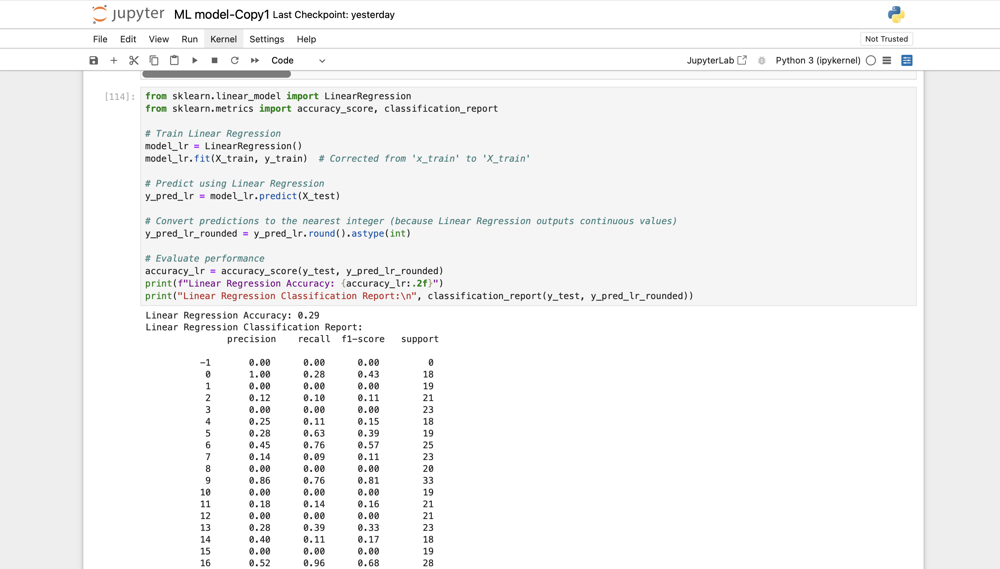 jupyter ML model-Copy1 Last Checkpoint: yesterday
File Edit View Run Kernel Settings Help Not Trusted
Code JupyterLab Python 3 (ipykernel)
[114]: from sklearn.linear_model import LinearRegression
from sklearn.metrics import accuracy_score, classification_report
# Train Linear Regression
model_lr = LinearRegression()
model_lr.fit(X_train, y_train)  # Corrected from 'x_train' to 'X_train'
# Predict using Linear Regression
y_pred_lr = model_lr.predict(X_test)
# Convert predictions to the nearest integer (because Linear Regression outputs continuous values)
y_pred_lr_rounded = y_pred_lr.round().astype(int)
# Evaluate performance
accuracy_lr = accuracy_score(y_test, y_pred_lr_rounded)
print(f"Linear Regression Accuracy: {accuracy_lr:.2f}")
print("Linear Regression Classification Report:\n", classification_report(y_test, y_pred_lr_rounded))
Linear Regression Accuracy: 0.29
Linear Regression Classification Report:
precision recall f1-score support
-1 0.00 0.00 0.00 0
0 1.00 0.28 0.43 18
1 0.00 0.00 0.00 19
2 0.12 0.10 0.11 21
3 0.00 0.00 0.00 23
4 0.25 0.11 0.15 18
5 0.28 0.63 0.39 19
6 0.45 0.76 0.57 25
7 0.14 0.09 0.11 23
8 0.00 0.00 0.00 20
9 0.86 0.76 0.81 33
10 0.00 0.00 0.00 19
11 0.18 0.14 0.16 21
12 0.00 0.00 0.00 21
13 0.28 0.39 0.33 23
14 0.40 0.11 0.17 18
15 0.00 0.00 0.00 19
16 0.52 0.96 0.68 28